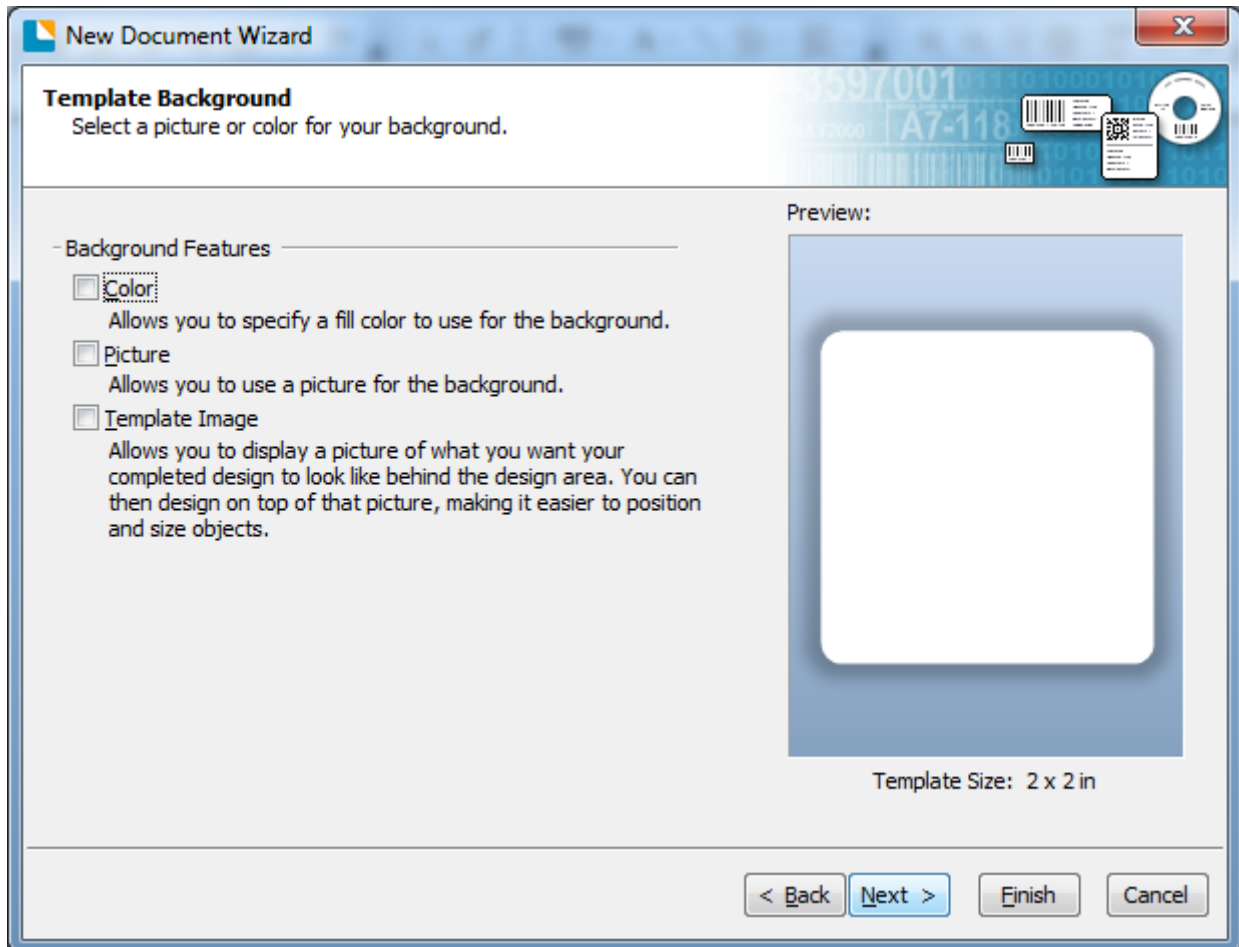 New Document Wizard
Template Background
Select a picture or color for your background.
3597001
A7-118
Preview:
Background Features
Color
Allows you to specify a fill color to use for the background.
Picture
Allows you to use a picture for the background.
Template Image
Allows you to display a picture of what you want your
completed design to look like behind the design area. You can
then design on top of that picture, making it easier to position
and size objects.
Template Size: 2 x 2 in
< Back
Next >
Finish
Cancel